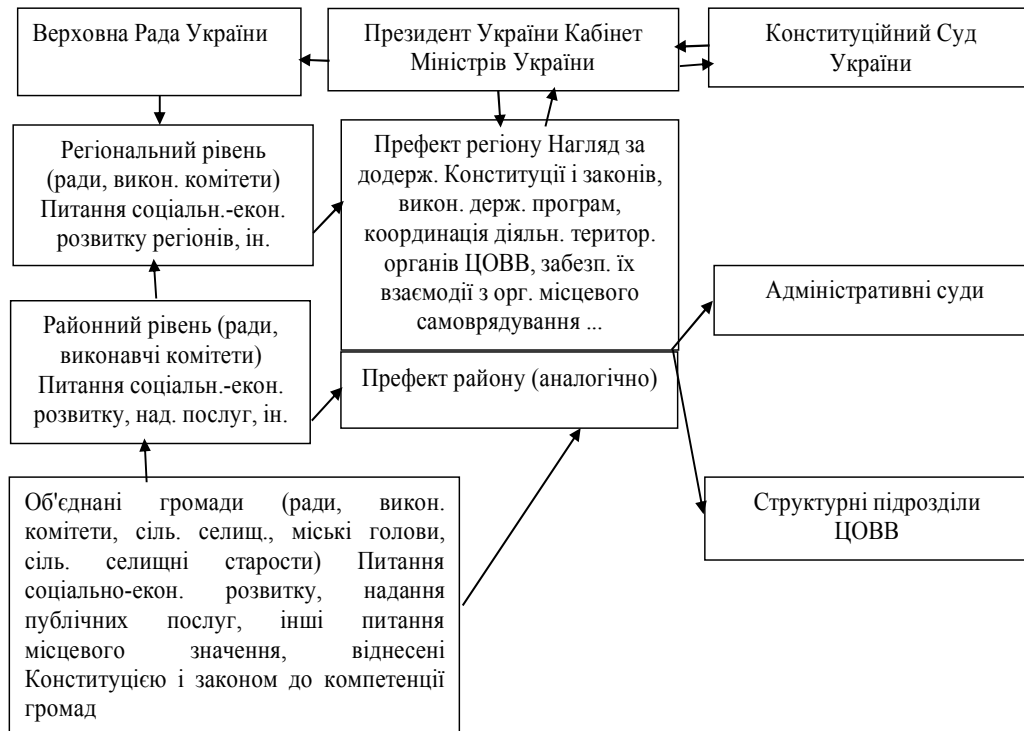 Верховна Рада України
Президент України Кабінет
Міністрів України
Конституційний Суд
України
Регіональний рівень
(ради, викон. комітети)
Питання соціальн.-екон.
розвитку регіонів, ін.
Префект регіону Нагляд за
додерж. Конституції і законів,
викон. держ. програм,
координація діяльн. територ.
органів ЦОВВ, забезп. їх
взаємодії з орг. місцевого
самоврядування ...
Адміністративні суди
Районний рівень (ради,
виконавчі комітети)
Питання соціальн.-екон.
розвитку, над. послуг, ін.
Префект району (аналогічно)
Структурні підрозділи
ЦОВВ
Об'єднані громади (ради, викон.
комітети, сіль. селищ., міські голови,
сіль. селищні старости) Питання
соціально-екон. розвитку, надання
публічних послуг, інші питання
місцевого значення, віднесені
Конституцією і законом до компетенції
громад